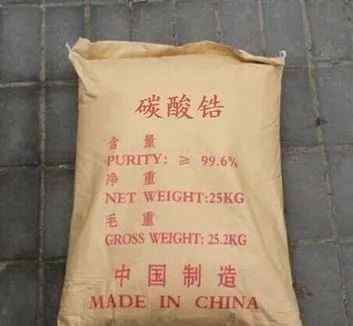 碳酸锆
含 量
PURITY: ≥ 99.6%
净 重
NET WEIGHT:25KG
毛 重
GROSS WEIGHT: 25.2KG
中国制造
MADE IN CHINA